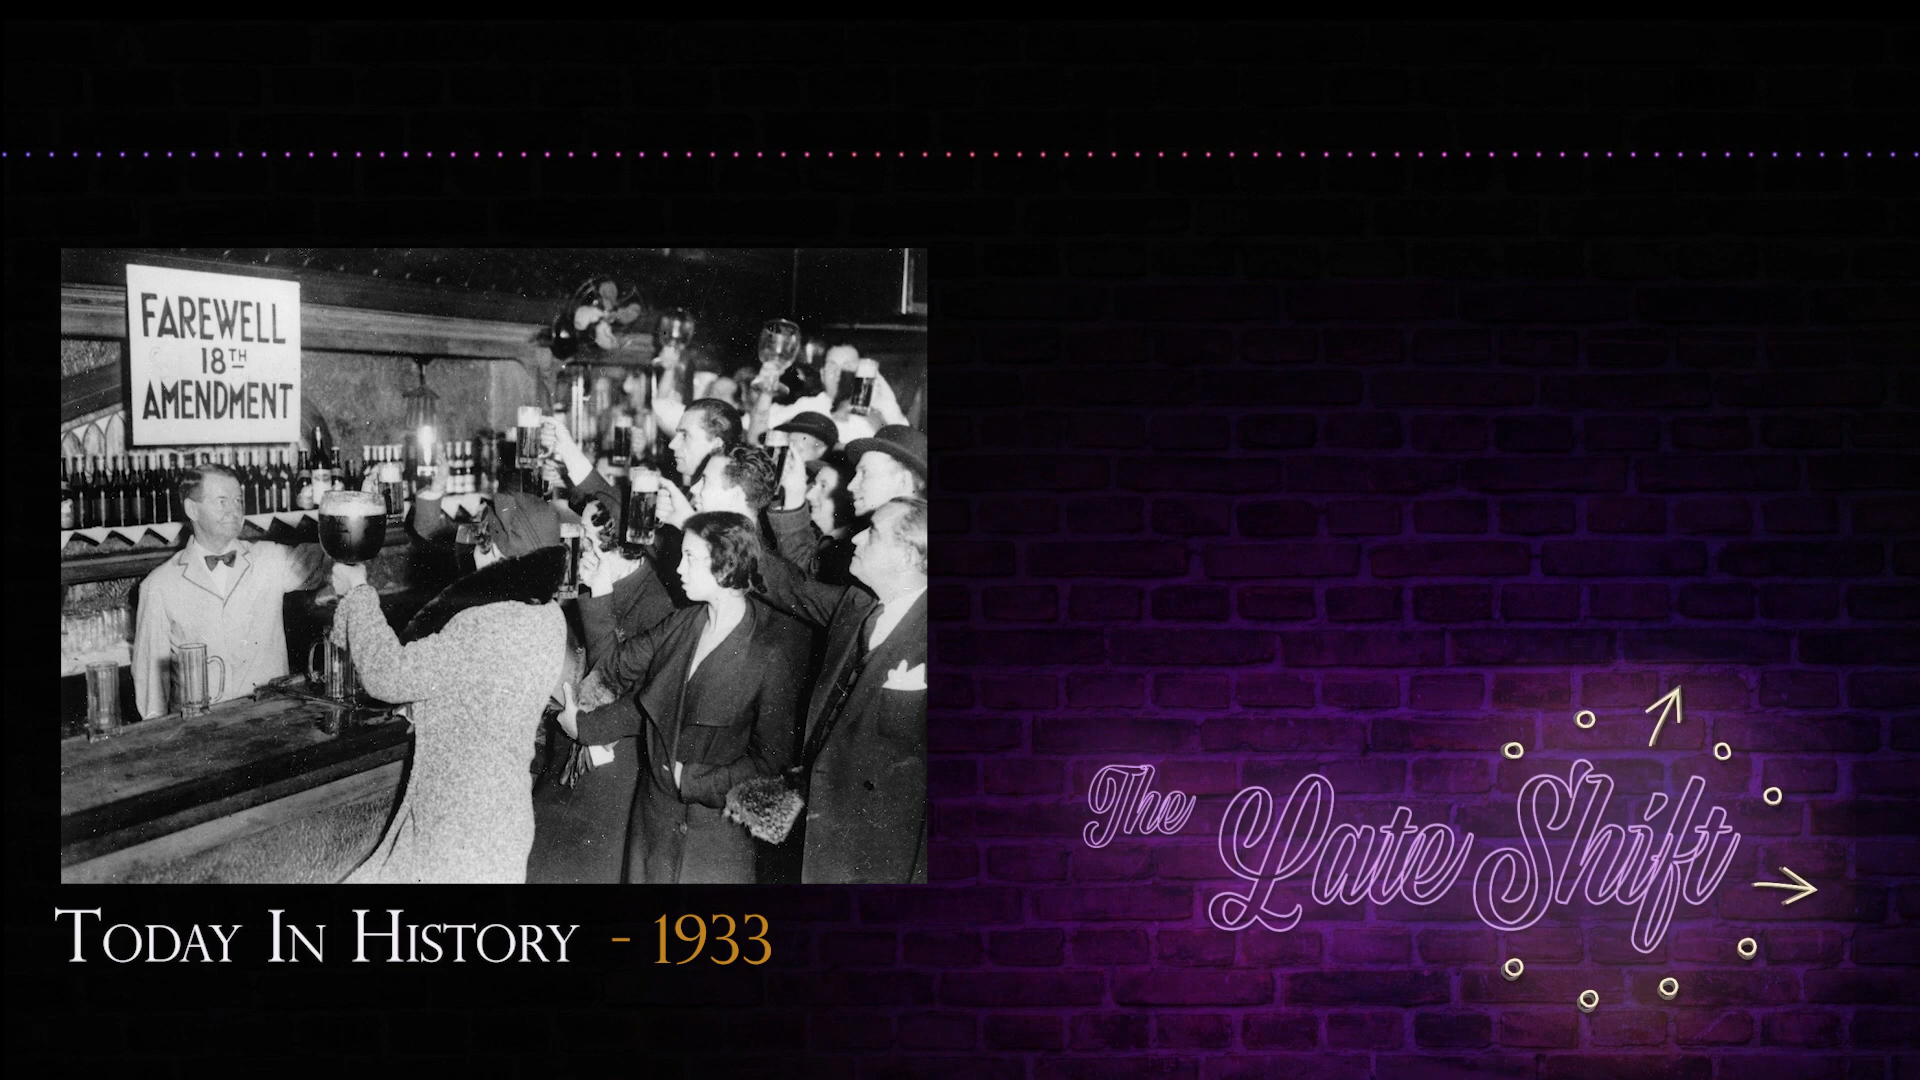 FAREWELL
18TH
AMENDMENT
Today In History - 1933
The Late Shift